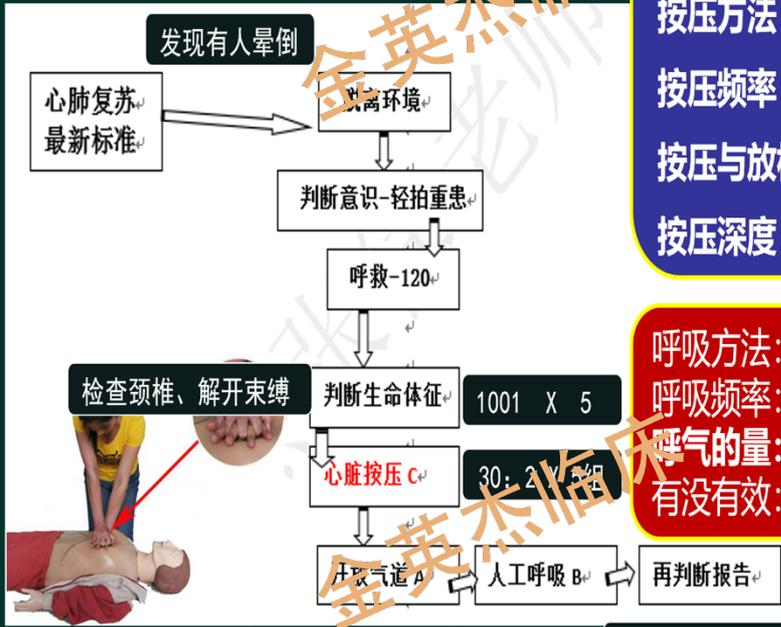 发现有人晕倒
心肺复苏
最新标准
脱离环境
判断意识-轻拍重患
呼救-120
检查颈椎、解开束缚
判断生命体征
1001 X 5
心脏按压 C
30：2 X 5组
开放气道 A
人工呼吸 B
再判断报告
按压方法
按压频率
按压与放松
按压深度
呼吸方法：
呼吸频率：
呼气的量：
有没有效：
金英杰临床
金英杰临床